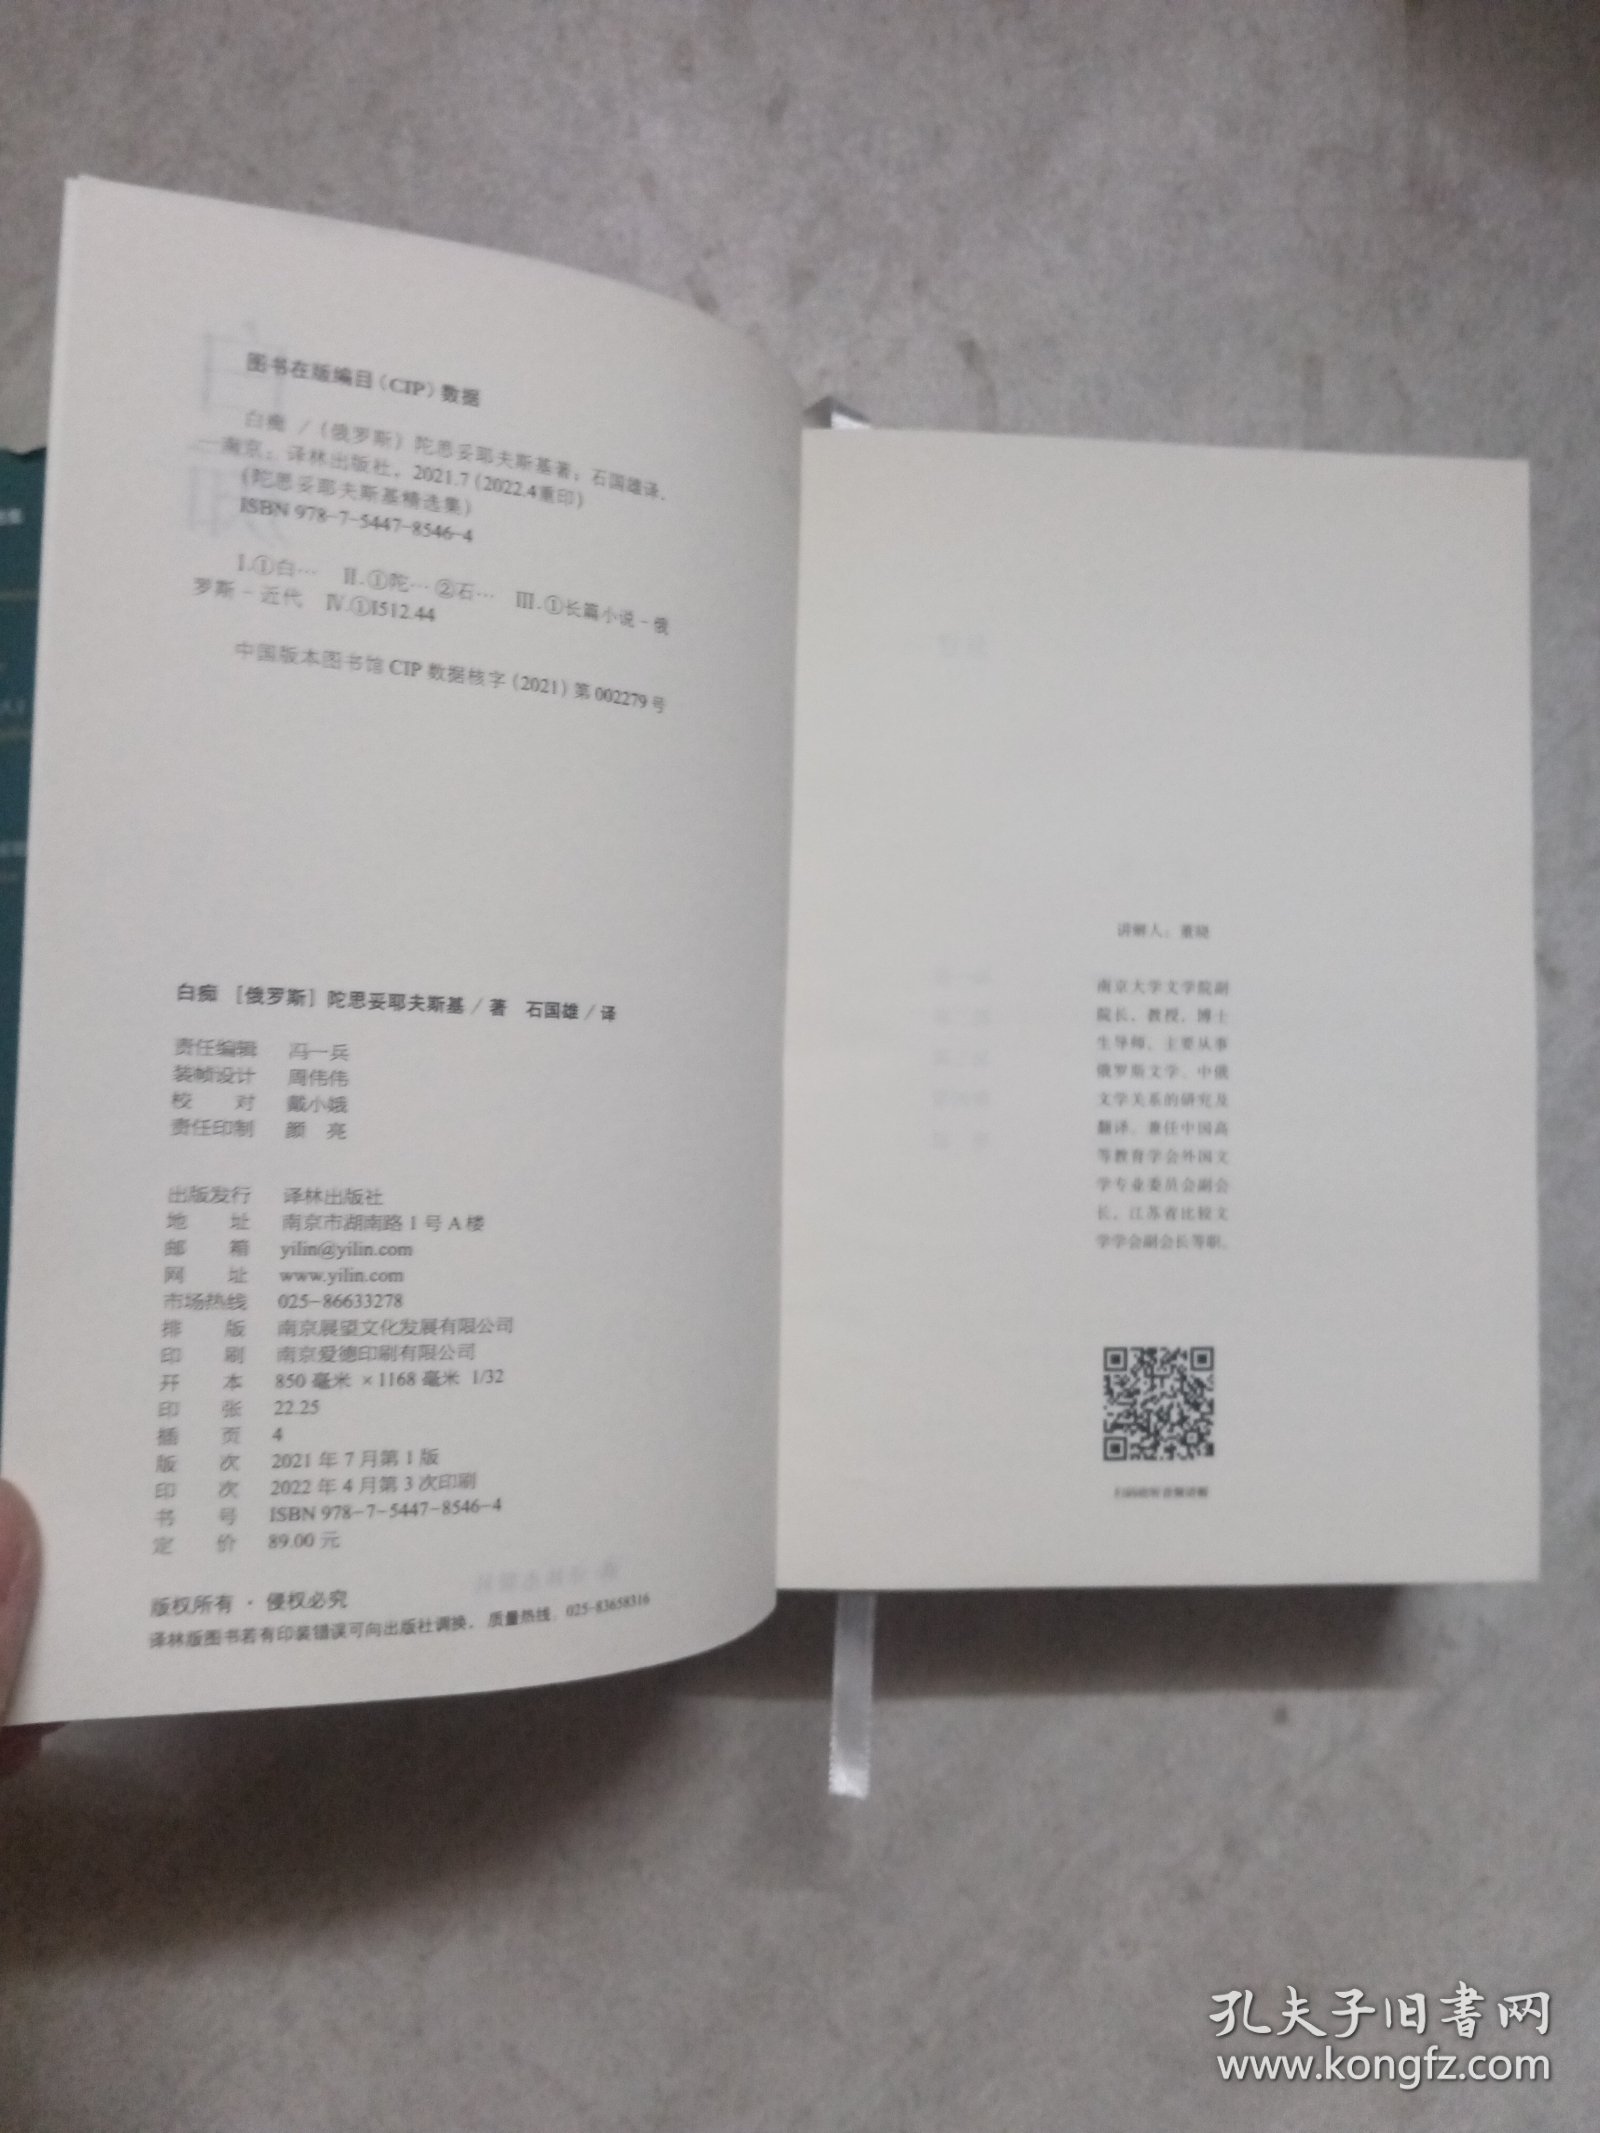 图书在版编目（CIP）数据
白痴 /（俄罗斯）陀思妥耶夫斯基著；石国雄译.
—南京：译林出版社，2021.7（2022.4重印）
（陀思妥耶夫斯基精选集）
ISBN 978-7-5447-8546-4
Ⅰ.①白… Ⅱ.①陀…②石… Ⅲ.①长篇小说－俄
罗斯－近代 Ⅳ.①I512.44
中国版本图书馆CIP数据核字（2021）第002279号
白痴 ［俄罗斯］陀思妥耶夫斯基／著 石国雄／译
责任编辑 冯一兵
装帧设计 周伟伟
校 对 戴小娥
责任印制 颜 亮
出版发行 译林出版社
地 址 南京市湖南路1号A楼
邮 箱 yilin@yilin.com
网 址 www.yilin.com
市场热线 025-86633278
排 版 南京展望文化发展有限公司
印 刷 南京爱德印刷有限公司
开 本 850毫米×1168毫米 1/32
印 张 22.25
插 页 4
版 次 2021年7月第1版
印 次 2022年4月第3次印刷
书 号 ISBN 978-7-5447-8546-4
定 价 89.00元
版权所有·侵权必究
译林版图书若有印装错误可向出版社调换。质量热线：025-83658316
讲解人：董晓
南京大学文学院副
院长、教授，博士
生导师，主要从事
俄罗斯文学、中俄
文学关系的研究及
翻译，兼任中国高
等教育学会外国文
学专业委员会副会
长，江苏省比较文
学学会副会长等职。
扫码收听音频讲解
孔夫子旧書网
www.kongfz.com